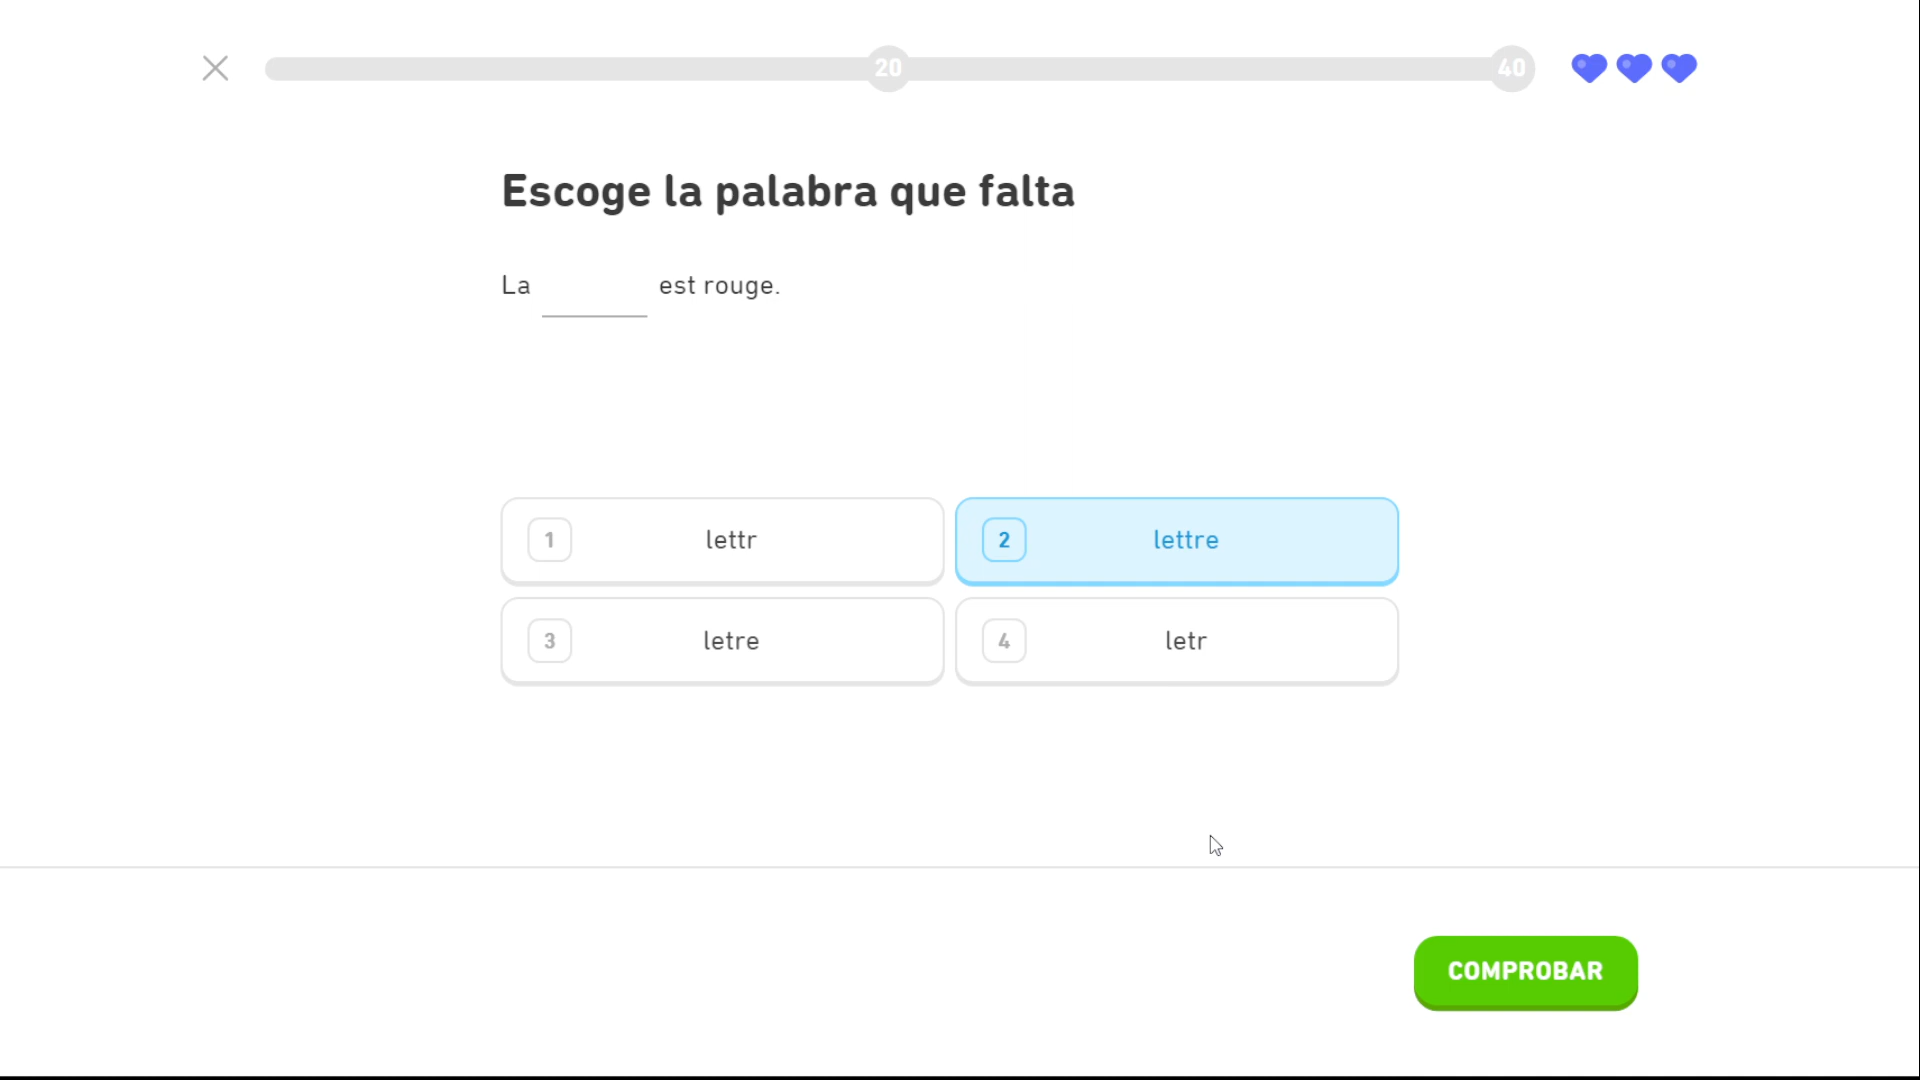 20
40
Escoge la palabra que falta
La ______ est rouge.
1 lettr
2 lettre
3 letre
4 letr
COMPROBAR